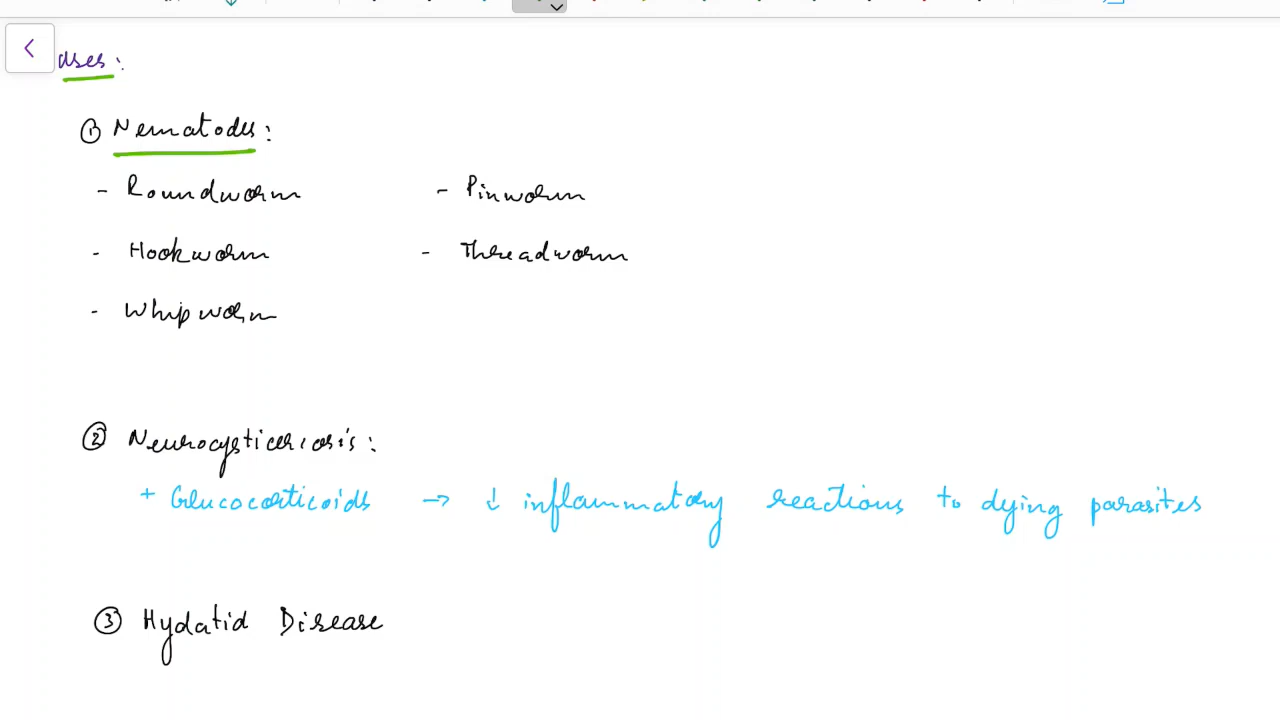 uses:
① Nematodes:
- Roundworm - Pinworm
- Hookworm - Threadworm
- Whipworm
② Neurocysticercosis:
+ Glucocorticoids → ↓ inflammatory reactions to dying parasites
③ Hydatid Disease